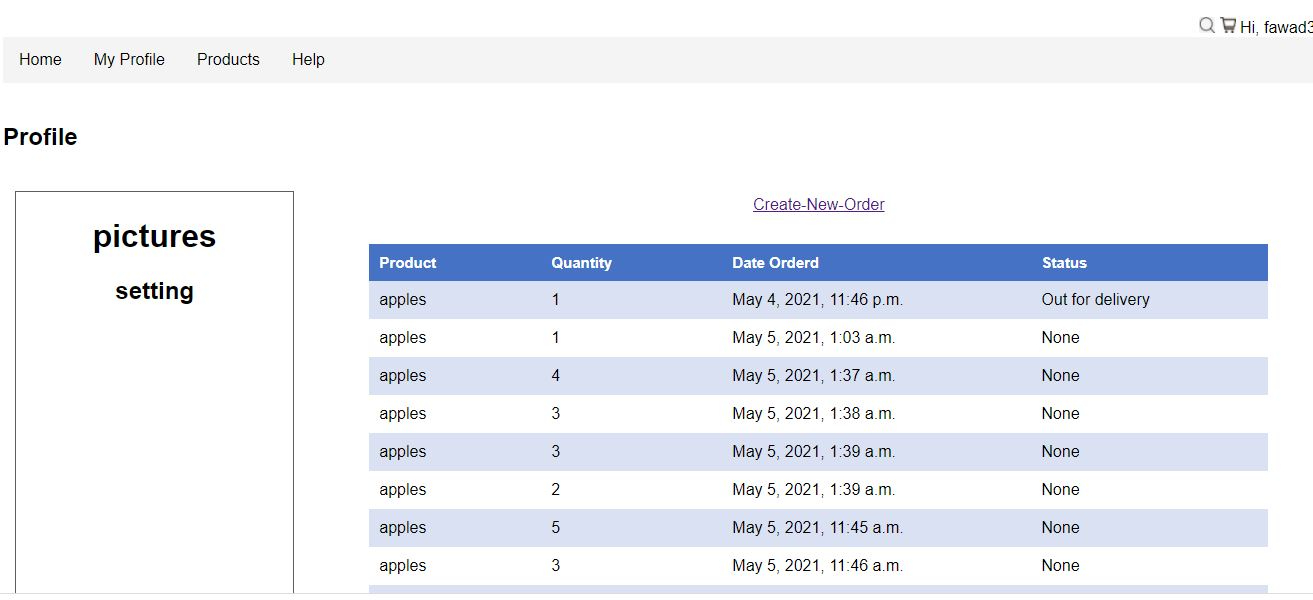 Hi, fawad3
Home My Profile Products Help
Profile
pictures
setting
Create-New-Order
Product Quantity Date Orderd Status
apples 1 May 4, 2021, 11:46 p.m. Out for delivery
apples 1 May 5, 2021, 1:03 a.m. None
apples 4 May 5, 2021, 1:37 a.m. None
apples 3 May 5, 2021, 1:38 a.m. None
apples 3 May 5, 2021, 1:39 a.m. None
apples 2 May 5, 2021, 1:39 a.m. None
apples 5 May 5, 2021, 11:45 a.m. None
apples 3 May 5, 2021, 11:46 a.m. None